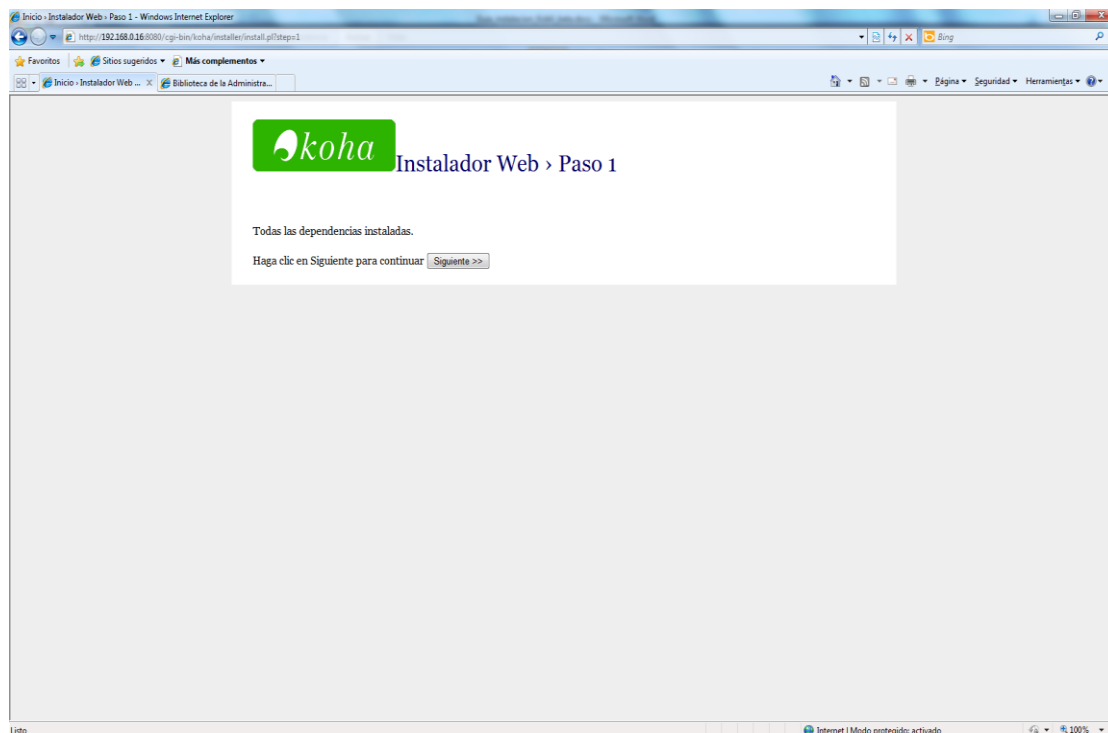 Inicio › Instalador Web › Paso 1 - Windows Internet Explorer
http://192.168.0.16:8080/cgi-bin/koha/installer/install.pl?step=1
Bing
Favoritos Sitios sugeridos Más complementos
Inicio › Instalador Web ... Biblioteca de la Administra... Página Seguridad Herramientas
koha
Instalador Web › Paso 1
Todas las dependencias instaladas.
Haga clic en Siguiente para continuar Siguiente >>
Listo Internet | Modo protegido: activado 100%